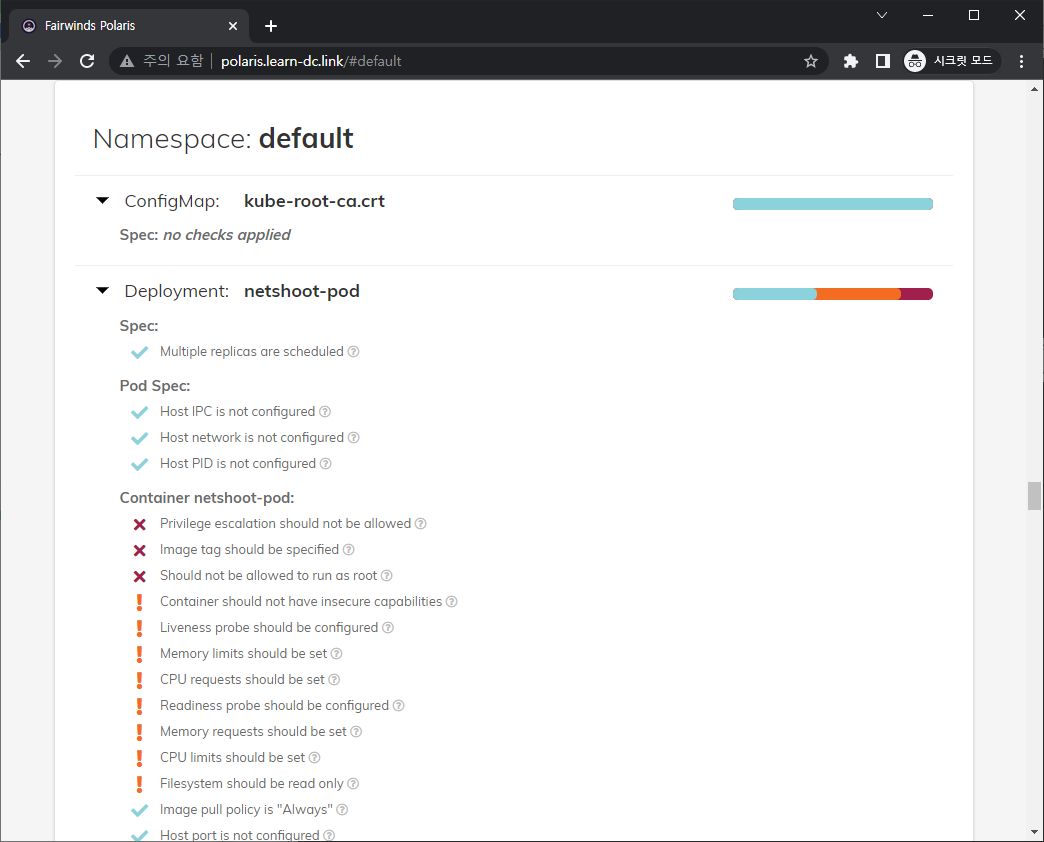 Fairwinds Polaris
주의 요함 polaris.learn-dc.link/#default 시크릿 모드
Namespace: default
ConfigMap: kube-root-ca.crt
Spec: no checks applied
Deployment: netshoot-pod
Spec:
Multiple replicas are scheduled
Pod Spec:
Host IPC is not configured
Host network is not configured
Host PID is not configured
Container netshoot-pod:
Privilege escalation should not be allowed
Image tag should be specified
Should not be allowed to run as root
Container should not have insecure capabilities
Liveness probe should be configured
Memory limits should be set
CPU requests should be set
Readiness probe should be configured
Memory requests should be set
CPU limits should be set
Filesystem should be read only
Image pull policy is "Always"
Host port is not configured